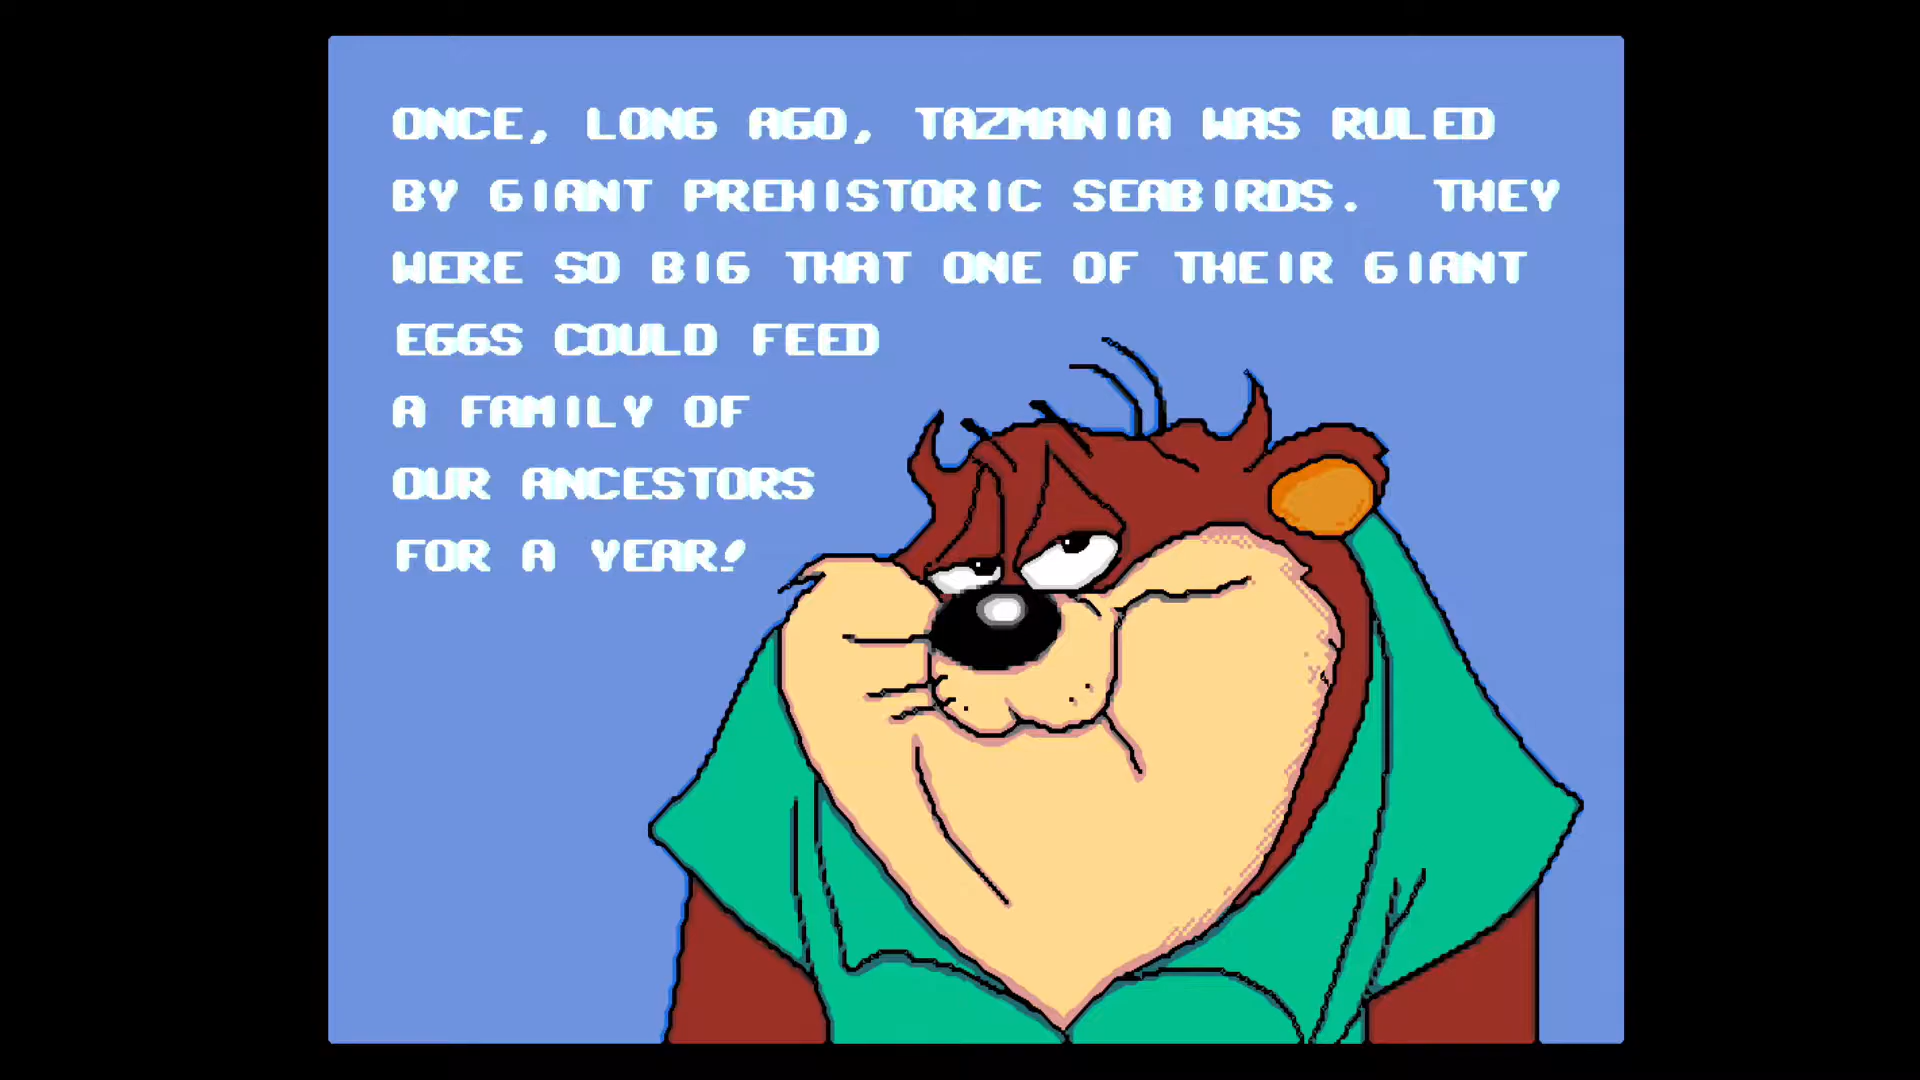 ONCE, LONG AGO, TAZMANIA WAS RULED
BY GIANT PREHISTORIC SEABIRDS. THEY
WERE SO BIG THAT ONE OF THEIR GIANT
EGGS COULD FEED
A FAMILY OF
OUR ANCESTORS
FOR A YEAR!